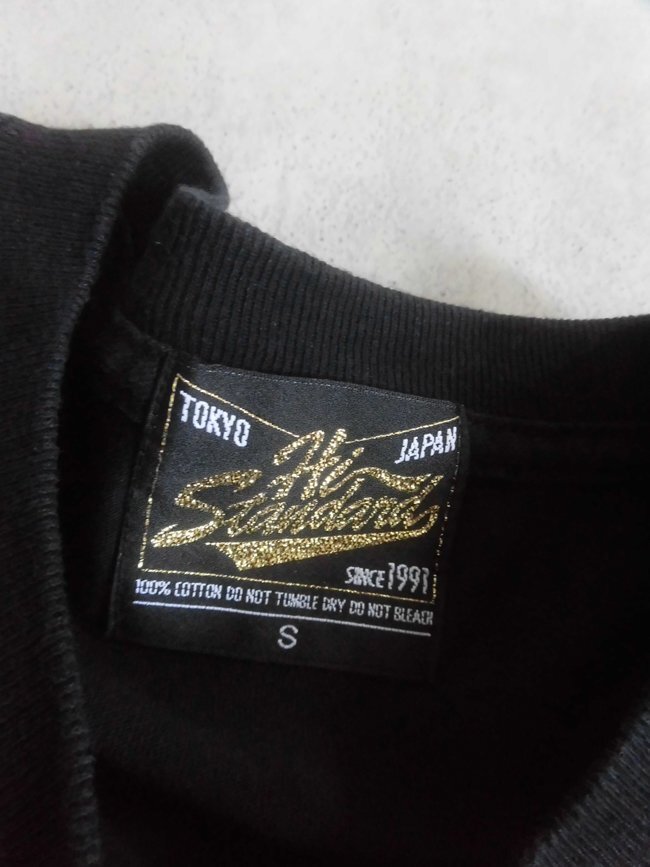 TOKYO
JAPAN
Hi
Standard
SINCE 1991
100% COTTON DO NOT TUMBLE DRY DO NOT BLEACH
S